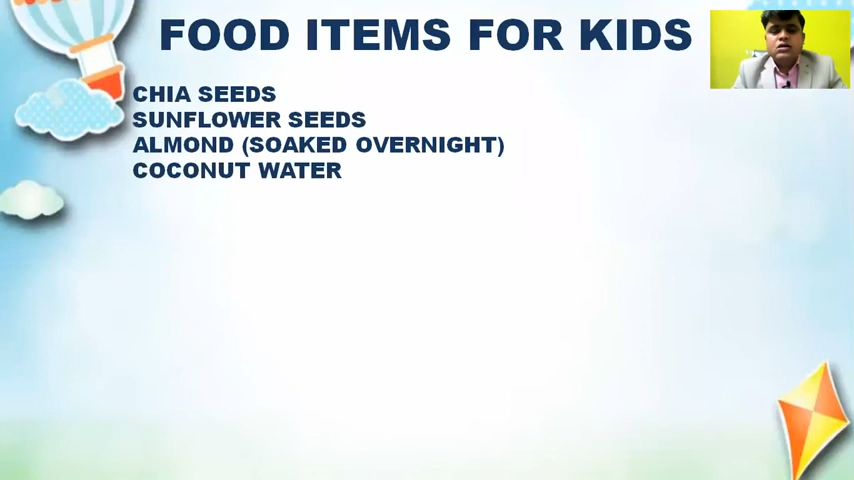 FOOD ITEMS FOR KIDS
CHIA SEEDS
SUNFLOWER SEEDS
ALMOND (SOAKED OVERNIGHT)
COCONUT WATER